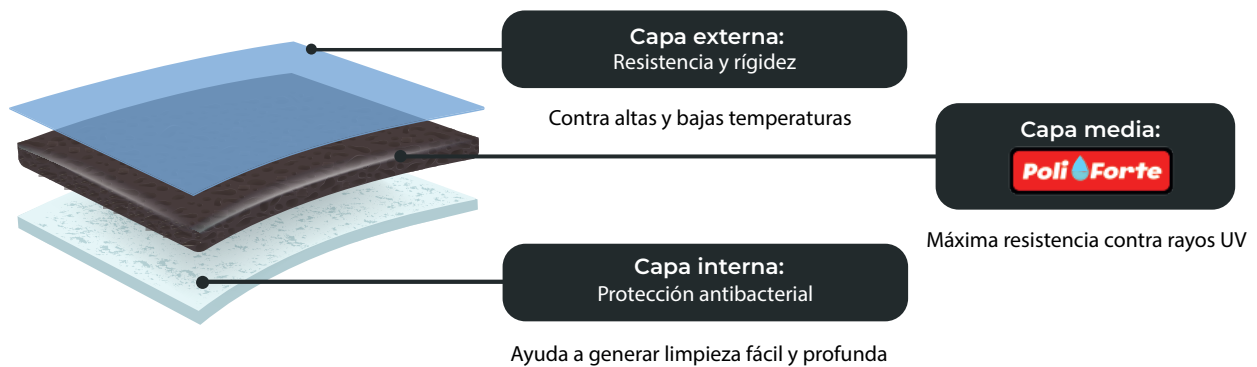 Capa externa:
Resistencia y rígidez
Contra altas y bajas temperaturas
Capa media:
Poli Forte
Máxima resistencia contra rayos UV
Capa interna:
Protección antibacterial
Ayuda a generar limpieza fácil y profunda